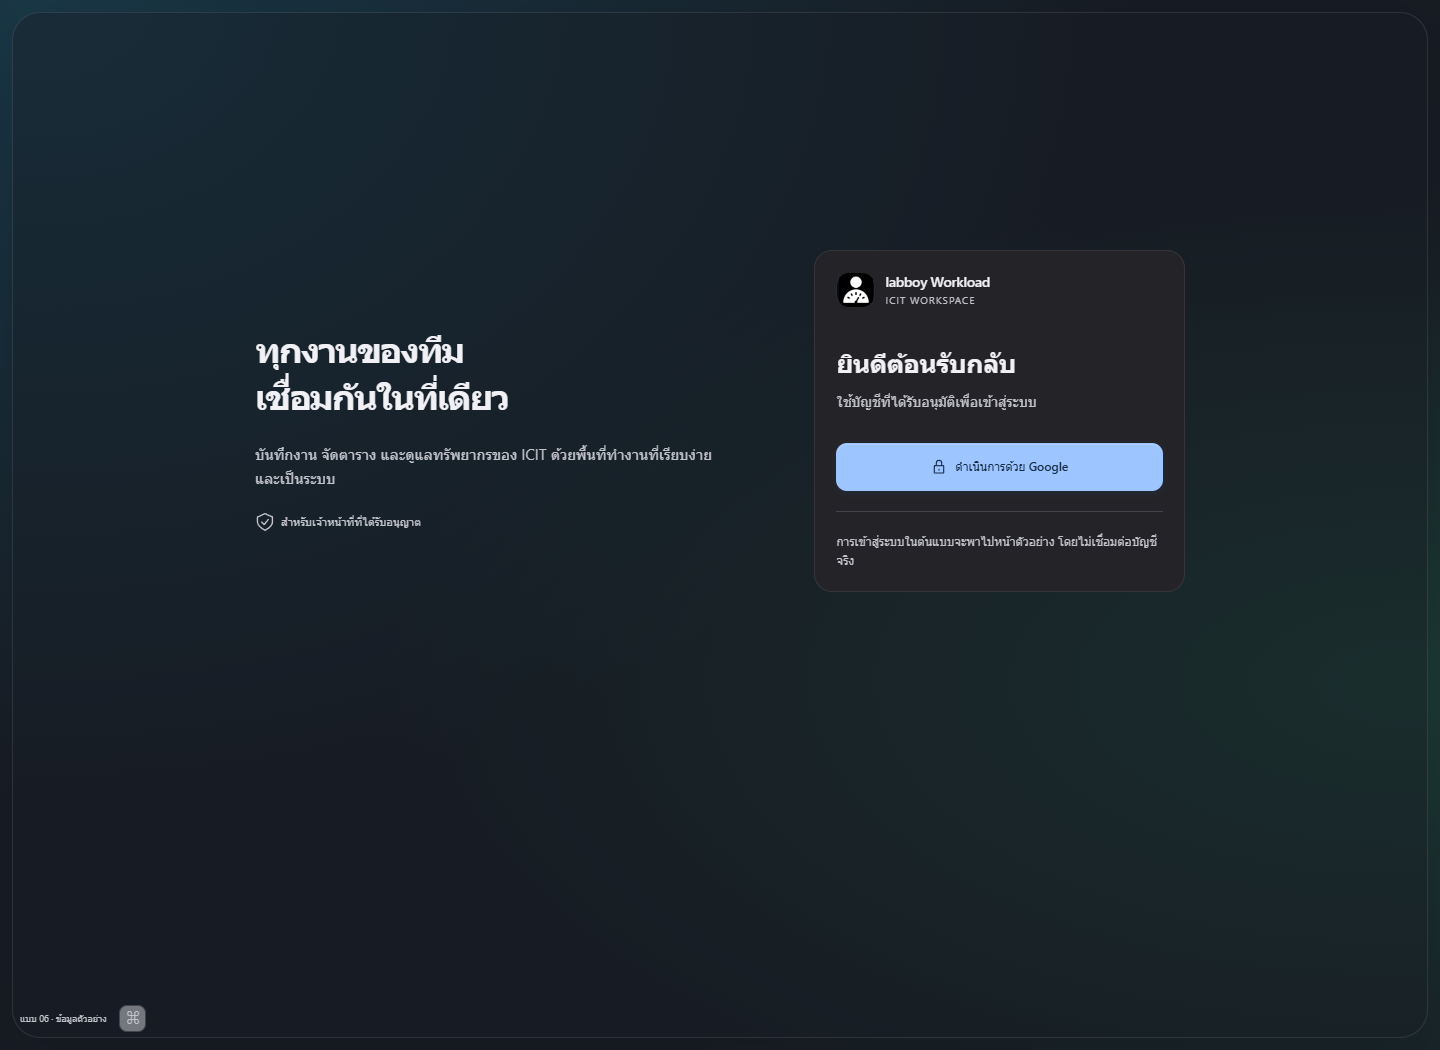 ทุกงานของทีม
เชื่อมกันในที่เดียว
บันทึกงาน จัดตาราง และดูแลทรัพยากรของ ICIT ด้วยพื้นที่ทำงานที่เรียบง่าย
และเป็นระบบ
สำหรับเจ้าหน้าที่ที่ได้รับอนุญาต
labboy Workload
ICIT WORKSPACE
ยินดีต้อนรับกลับ
ใช้บัญชีที่ได้รับอนุมัติเพื่อเข้าสู่ระบบ
ดำเนินการด้วย Google
การเข้าสู่ระบบในต้นแบบจะพาไปหน้าตัวอย่าง โดยไม่เชื่อมต่อบัญชี
จริง
แบบ 06 · ข้อมูลตัวอย่าง ⌘